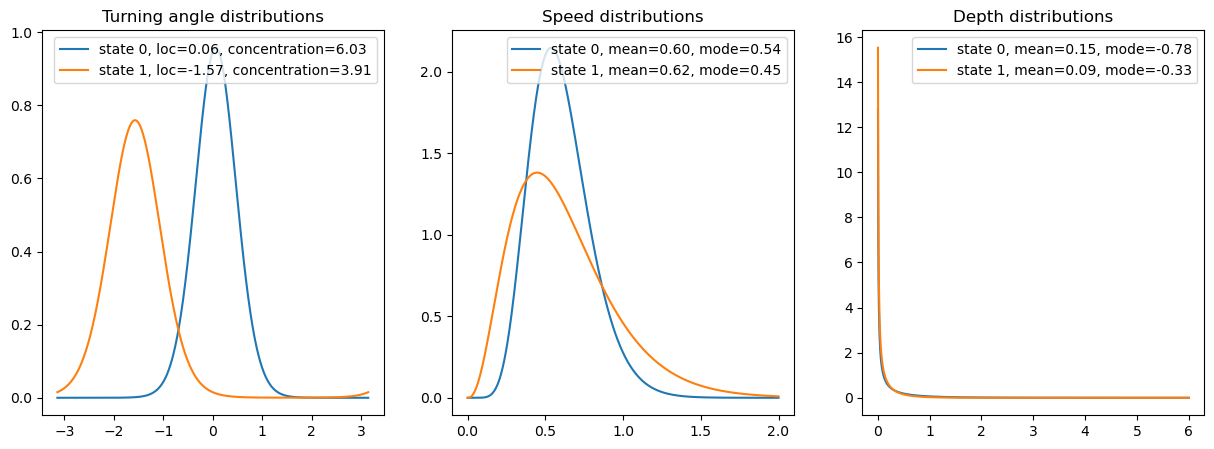 Turning angle distributions
state 0, loc=0.06, concentration=6.03
state 1, loc=-1.57, concentration=3.91
1.0
0.8
0.6
0.4
0.2
0.0
−3 −2 −1 0 1 2 3
Speed distributions
state 0, mean=0.60, mode=0.54
state 1, mean=0.62, mode=0.45
2.0
1.5
1.0
0.5
0.0
0.0 0.5 1.0 1.5 2.0
Depth distributions
state 0, mean=0.15, mode=-0.78
state 1, mean=0.09, mode=-0.33
16
14
12
10
8
6
4
2
0
0 1 2 3 4 5 6